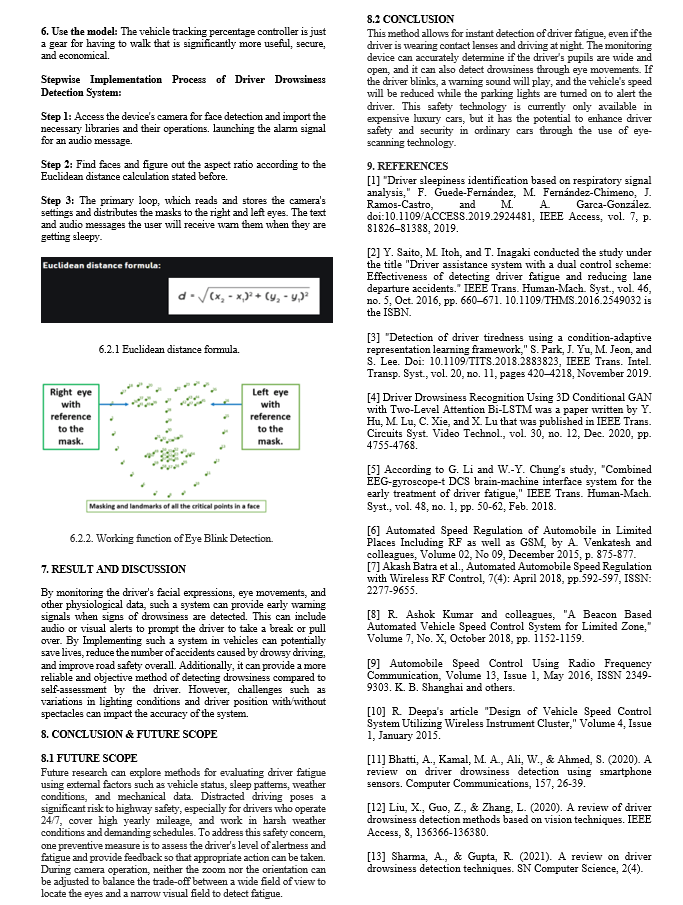 6. Use the model: The vehicle tracking percentage controller is just
a gear for having to walk that is significantly more useful, secure,
and economical.
Stepwise Implementation Process of Driver Drowsiness
Detection System:
Step 1: Access the device's camera for face detection and import the
necessary libraries and their operations. launching the alarm signal
for an audio message.
Step 2: Find faces and figure out the aspect ratio according to the
Euclidean distance calculation stated before.
Step 3: The primary loop, which reads and stores the camera's
settings and distributes the masks to the right and left eyes. The text
and audio messages the user will receive warn them when they are
getting sleepy.
Euclidean distance formula:
d = √(x₂ - x₁)² + (y₂ - y₁)²
6.2.1 Euclidean distance formula.
Right eye
with
reference
to the
mask.
Left eye
with
reference
to the
mask.
Masking and landmarks of all the critical points in a face
6.2.2. Working function of Eye Blink Detection.
7. RESULT AND DISCUSSION
By monitoring the driver's facial expressions, eye movements, and
other physiological data, such a system can provide early warning
signals when signs of drowsiness are detected. This can include
audio or visual alerts to prompt the driver to take a break or pull
over. By Implementing such a system in vehicles can potentially
save lives, reduce the number of accidents caused by drowsy driving,
and improve road safety overall. Additionally, it can provide a more
reliable and objective method of detecting drowsiness compared to
self-assessment by the driver. However, challenges such as
variations in lighting conditions and driver position with/without
spectacles can impact the accuracy of the system.
8. CONCLUSION & FUTURE SCOPE
8.1 FUTURE SCOPE
Future research can explore methods for evaluating driver fatigue
using external factors such as vehicle status, sleep patterns, weather
conditions, and mechanical data. Distracted driving poses a
significant risk to highway safety, especially for drivers who operate
24/7, cover high yearly mileage, and work in harsh weather
conditions and demanding schedules. To address this safety concern,
one preventive measure is to assess the driver's level of alertness and
fatigue and provide feedback so that appropriate action can be taken.
During camera operation, neither the zoom nor the orientation can
be adjusted to balance the trade-off between a wide field of view to
locate the eyes and a narrow visual field to detect fatigue.
8.2 CONCLUSION
This method allows for instant detection of driver fatigue, even if the
driver is wearing contact lenses and driving at night. The monitoring
device can accurately determine if the driver's pupils are wide and
open, and it can also detect drowsiness through eye movements. If
the driver blinks, a warning sound will play, and the vehicle's speed
will be reduced while the parking lights are turned on to alert the
driver. This safety technology is currently only available in
expensive luxury cars, but it has the potential to enhance driver
safety and security in ordinary cars through the use of eye-
scanning technology.
9. REFERENCES
[1] "Driver sleepiness identification based on respiratory signal
analysis," F. Guede-Fernández, M. Fernández-Chimeno, J.
Ramos-Castro, and M. A. Garca-González.
doi:10.1109/ACCESS.2019.2924481, IEEE Access, vol. 7, p.
81826–81388, 2019.
[2] Y. Saito, M. Itoh, and T. Inagaki conducted the study under
the title "Driver assistance system with a dual control scheme:
Effectiveness of detecting driver fatigue and reducing lane
departure accidents." IEEE Trans. Human-Mach. Syst., vol. 46,
no. 5, Oct. 2016, pp. 660–671. 10.1109/THMS.2016.2549032 is
the ISBN.
[3] "Detection of driver tiredness using a condition-adaptive
representation learning framework," S. Park, J. Yu, M. Jeon, and
S. Lee. Doi: 10.1109/TITS.2018.2883823, IEEE Trans. Intel.
Transp. Syst., vol. 20, no. 11, pages 420–4218, November 2019.
[4] Driver Drowsiness Recognition Using 3D Conditional GAN
with Two-Level Attention Bi-LSTM was a paper written by Y.
Hu, M. Lu, C. Xie, and X. Lu that was published in IEEE Trans.
Circuits Syst. Video Technol., vol. 30, no. 12, Dec. 2020, pp.
4755-4768.
[5] According to G. Li and W.-Y. Chung's study, "Combined
EEG-gyroscope-t DCS brain-machine interface system for the
early treatment of driver fatigue," IEEE Trans. Human-Mach.
Syst., vol. 48, no. 1, pp. 50-62, Feb. 2018.
[6] Automated Speed Regulation of Automobile in Limited
Places Including RF as well as GSM, by A. Venkatesh and
colleagues, Volume 02, No 09, December 2015, p. 875-877.
[7] Akash Batra et al., Automated Automobile Speed Regulation
with Wireless RF Control, 7(4): April 2018, pp.592-597, ISSN:
2277-9655.
[8] R. Ashok Kumar and colleagues, "A Beacon Based
Automated Vehicle Speed Control System for Limited Zone,"
Volume 7, No. X, October 2018, pp. 1152-1159.
[9] Automobile Speed Control Using Radio Frequency
Communication, Volume 13, Issue 1, May 2016, ISSN 2349-
9303. K. B. Shanghai and others.
[10] R. Deepa's article "Design of Vehicle Speed Control
System Utilizing Wireless Instrument Cluster," Volume 4, Issue
1, January 2015.
[11] Bhatti, A., Kamal, M. A., Ali, W., & Ahmed, S. (2020). A
review on driver drowsiness detection using smartphone
sensors. Computer Communications, 157, 26-39.
[12] Liu, X., Guo, Z., & Zhang, L. (2020). A review of driver
drowsiness detection methods based on vision techniques. IEEE
Access, 8, 136366-136380.
[13] Sharma, A., & Gupta, R. (2021). A review on driver
drowsiness detection techniques. SN Computer Science, 2(4).